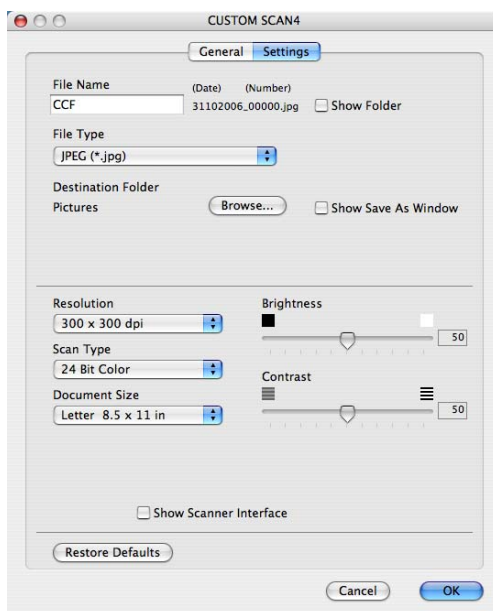 CUSTOM SCAN4
General Settings
File Name (Date) (Number)
CCF 31102006_00000.jpg Show Folder
File Type
JPEG (*.jpg)
Destination Folder
Pictures Browse... Show Save As Window
Resolution Brightness
300 x 300 dpi 50
Scan Type
24 Bit Color
Contrast
Document Size
Letter 8.5 x 11 in 50
Show Scanner Interface
Restore Defaults
Cancel OK